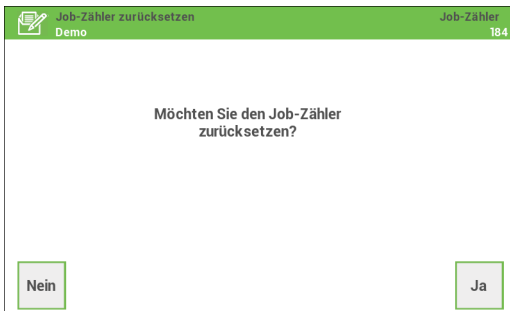 Job-Zähler zurücksetzen
Job-Zähler
Demo
184
Möchten Sie den Job-Zähler
zurücksetzen?
Nein
Ja